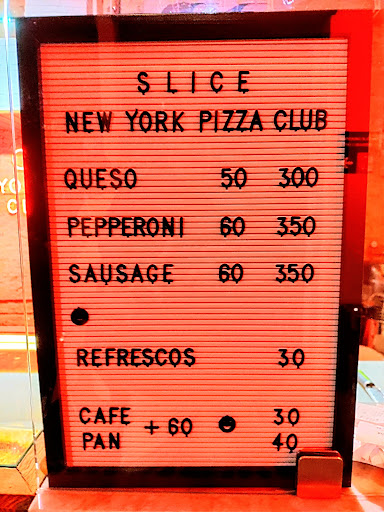 SLICE
NEW YORK PIZZA CLUB
QUESO 50 300
PEPPERONI 60 350
SAUSAGE 60 350
REFRESCOS 30
CAFE 30
+ 60
PAN 40